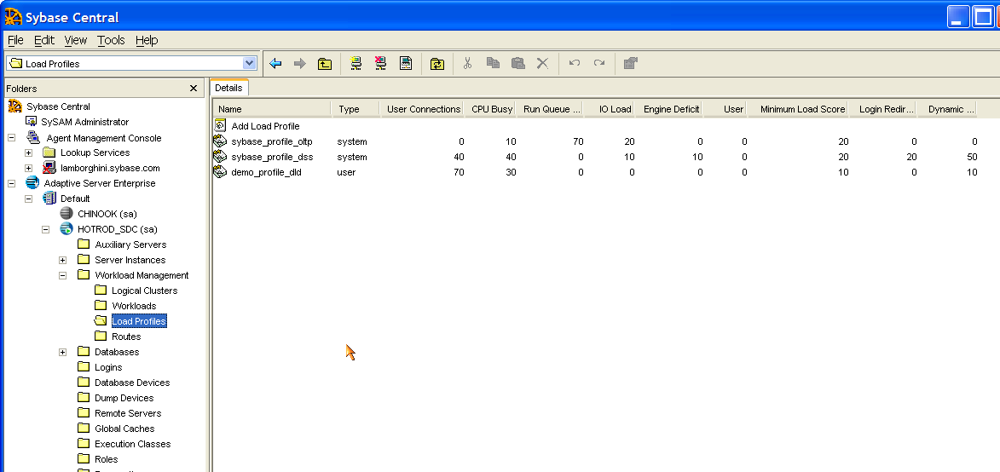 Sybase Central
File Edit View Tools Help
Load Profiles
Folders
Sybase Central
SySAM Administrator
Agent Management Console
Lookup Services
lamborghini.sybase.com
Adaptive Server Enterprise
Default
CHINOOK (sa)
HOTROD_SDC (sa)
Auxiliary Servers
Server Instances
Workload Management
Logical Clusters
Workloads
Load Profiles
Routes
Databases
Logins
Database Devices
Dump Devices
Remote Servers
Global Caches
Execution Classes
Roles
Details
Name Type User Connections CPU Busy Run Queue ... IO Load Engine Deficit User Minimum Load Score Login Redir... Dynamic ...
Add Load Profile
sybase_profile_oltp system 0 10 70 20 0 0 20 0 0
sybase_profile_dss system 40 40 0 10 10 0 20 20 50
demo_profile_dld user 70 30 0 0 0 0 10 0 10